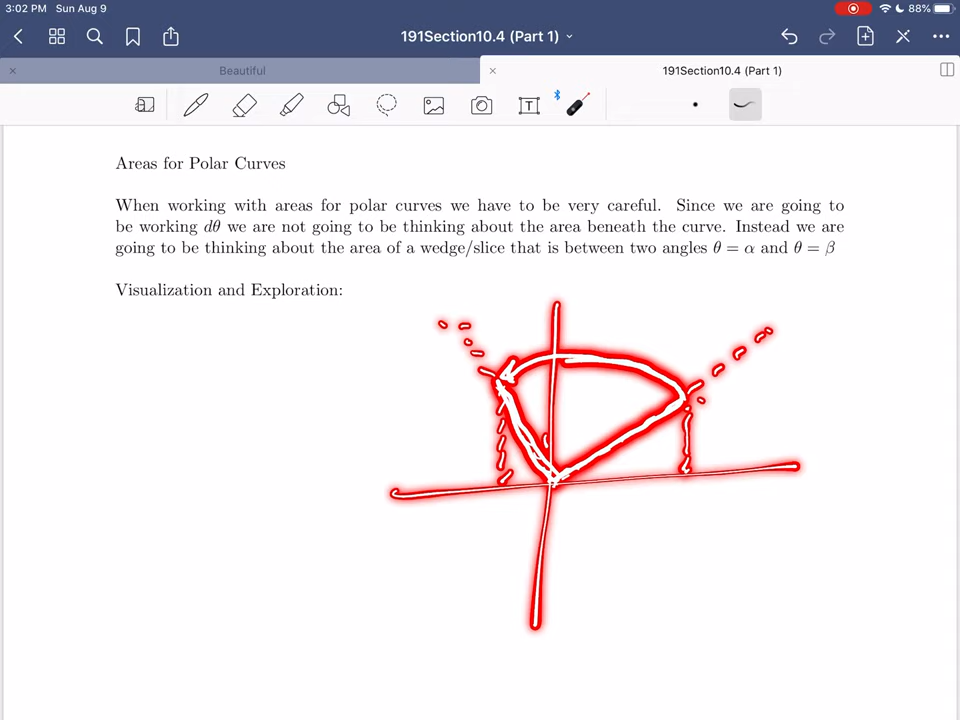 3:02 PM Sun Aug 9
88%
191Section10.4 (Part 1)
Beautiful
191Section10.4 (Part 1)
T
Areas for Polar Curves
When working with areas for polar curves we have to be very careful. Since we are going to
be working dθ we are not going to be thinking about the area beneath the curve. Instead we are
going to be thinking about the area of a wedge/slice that is between two angles θ = α and θ = β
Visualization and Exploration: